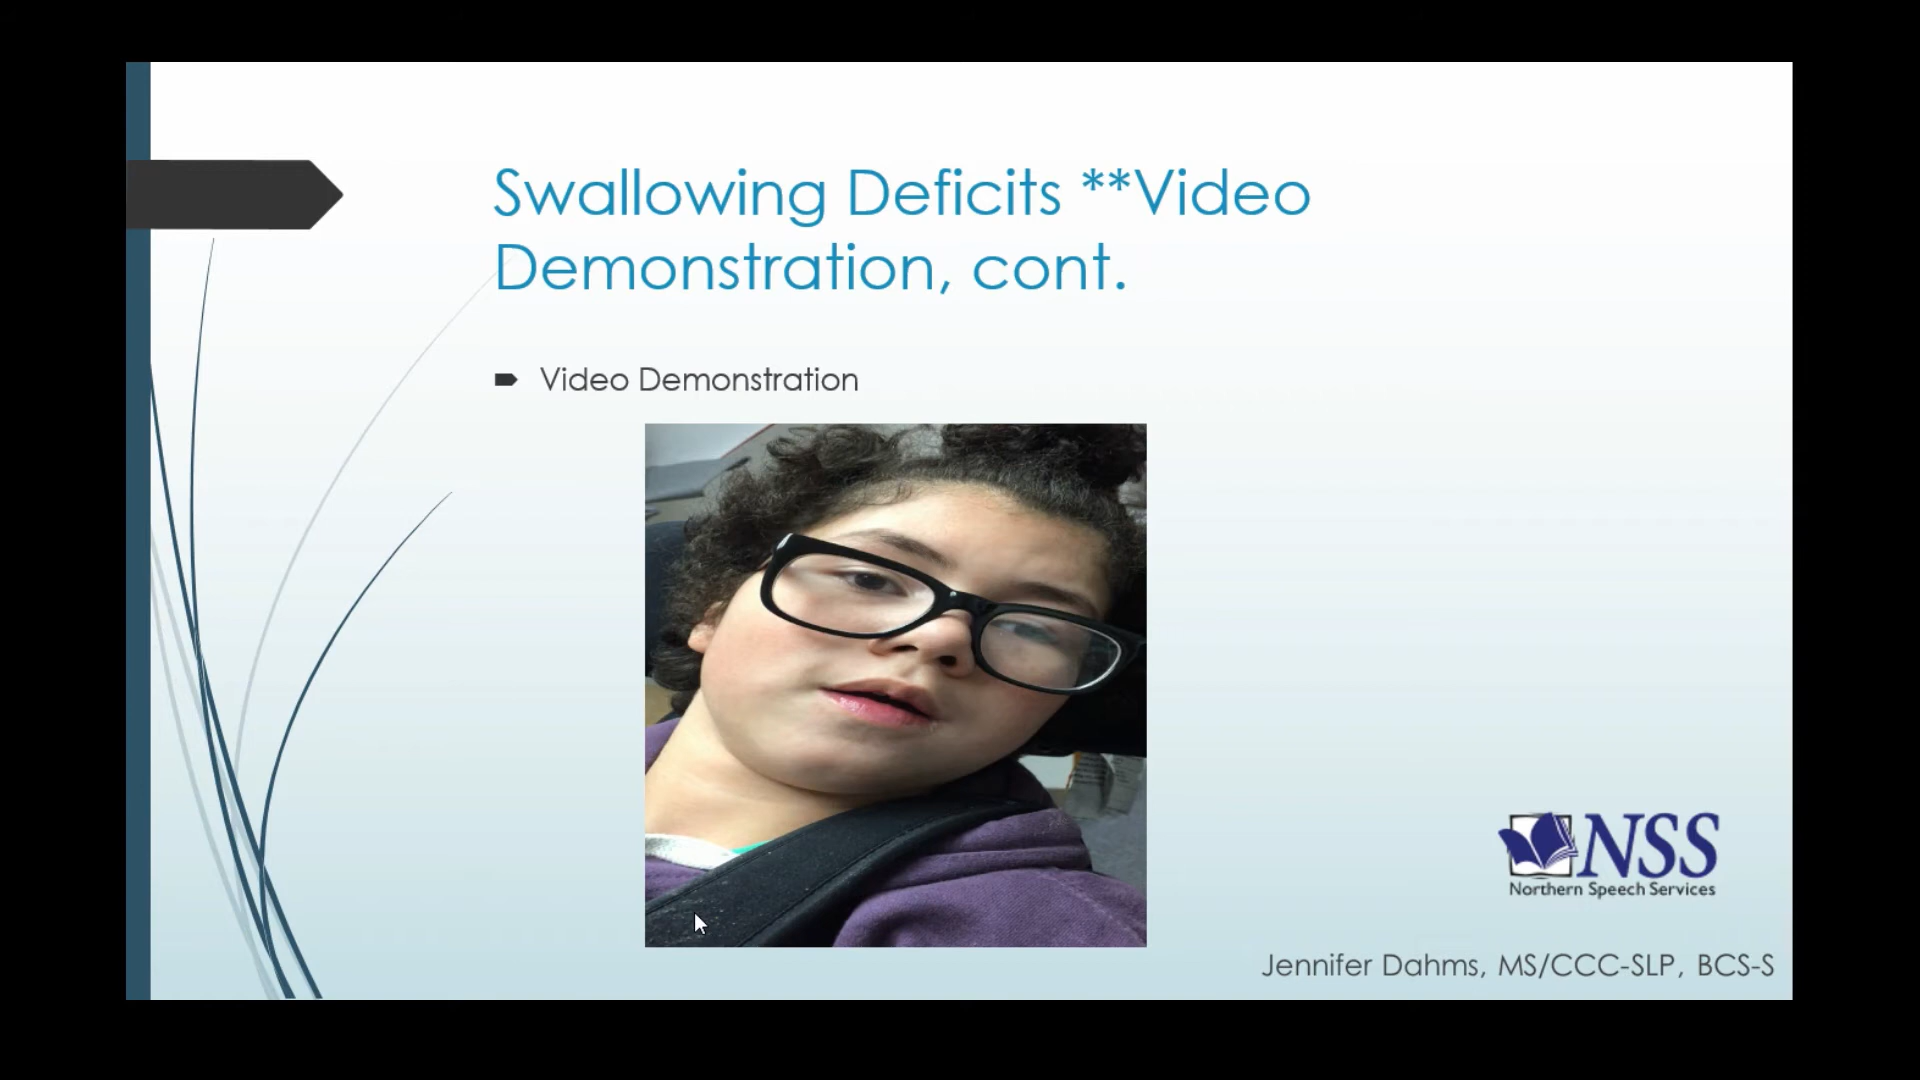 Swallowing Deficits **Video
Demonstration, cont.
Video Demonstration
NSS
Northern Speech Services
Jennifer Dahms, MS/CCC-SLP, BCS-S